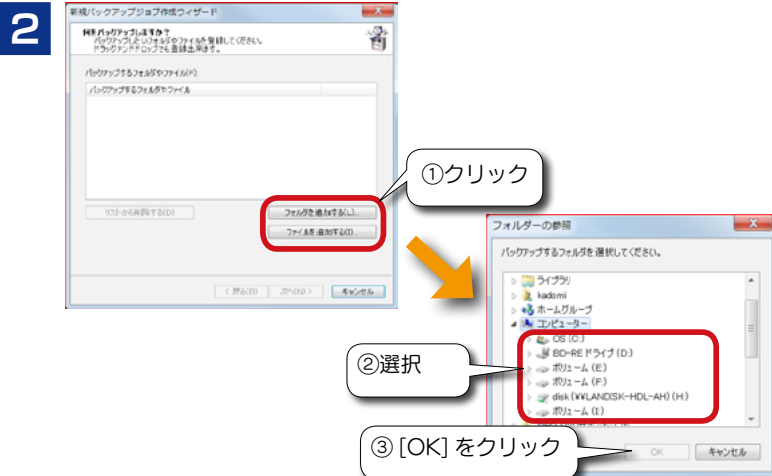 2
新規バックアップジョブ作成ウィザード
何をバックアップしますか?
バックアップしたいフォルダやファイルを登録してください。
ドラッグアンドドロップでも登録出来ます。
バックアップするフォルダやファイル(P):
バックアップするフォルダやファイル
①クリック
リストから削除する(D)
フォルダを追加する(L)...
ファイルを追加する(I)...
< 戻る(B)
次へ(N) >
キャンセル
フォルダーの参照
バックアップするフォルダを選択してください。
ライブラリ
kadomi
ホームグループ
コンピューター
OS (C:)
BD-RE ドライブ (D:)
②選択
ボリューム (E:)
ボリューム (F:)
disk (¥¥LANDISK-HDL-AH) (H:)
ボリューム (I:)
③ [OK] をクリック
OK
キャンセル